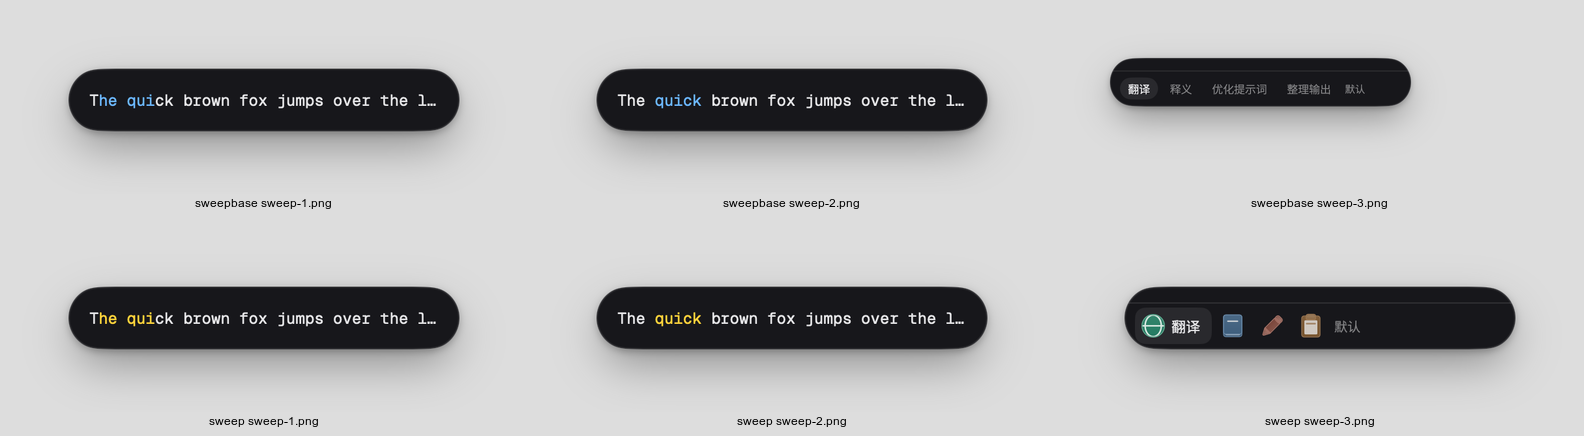 The quick brown fox jumps over the l…
The quick brown fox jumps over the l…
翻译 释义 优化提示词 整理输出 默认
sweepbase sweep-1.png
sweepbase sweep-2.png
sweepbase sweep-3.png
The quick brown fox jumps over the l…
The quick brown fox jumps over the l…
翻译 默认
sweep sweep-1.png
sweep sweep-2.png
sweep sweep-3.png